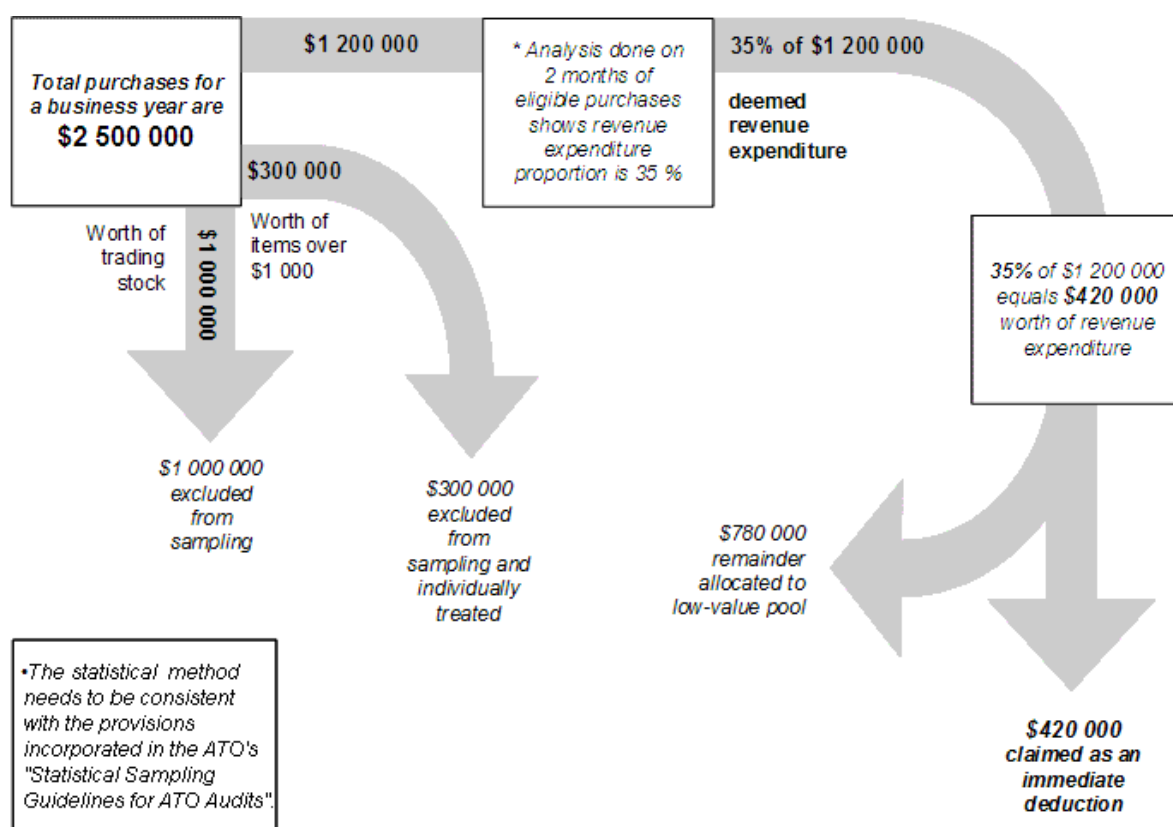 Total purchases for
a business year are
$2 500 000
$1 200 000
* Analysis done on
2 months of
eligible purchases
shows revenue
expenditure
proportion is 35 %
35% of $1 200 000
deemed
revenue
expenditure
$300 000
Worth of
items over
$1 000
Worth of
trading
stock
$1 000 000
35% of $1 200 000
equals $420 000
worth of revenue
expenditure
$1 000 000
excluded
from
sampling
$300 000
excluded
from
sampling and
individually
treated
$780 000
remainder
allocated to
low-value pool
$420 000
claimed as an
immediate
deduction
•The statistical method
needs to be consistent
with the provisions
incorporated in the ATO's
"Statistical Sampling
Guidelines for ATO Audits".